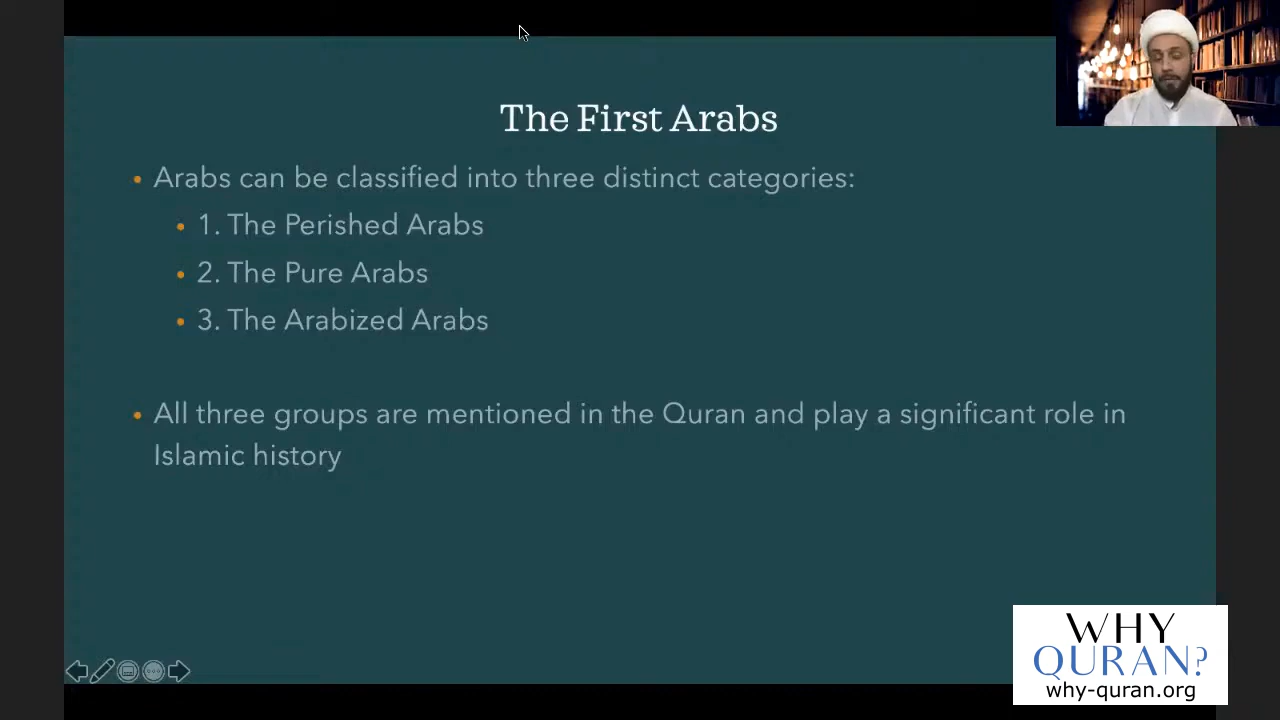 The First Arabs
Arabs can be classified into three distinct categories:
1. The Perished Arabs
2. The Pure Arabs
3. The Arabized Arabs
All three groups are mentioned in the Quran and play a significant role in
Islamic history
WHY
QURAN?
why-quran.org